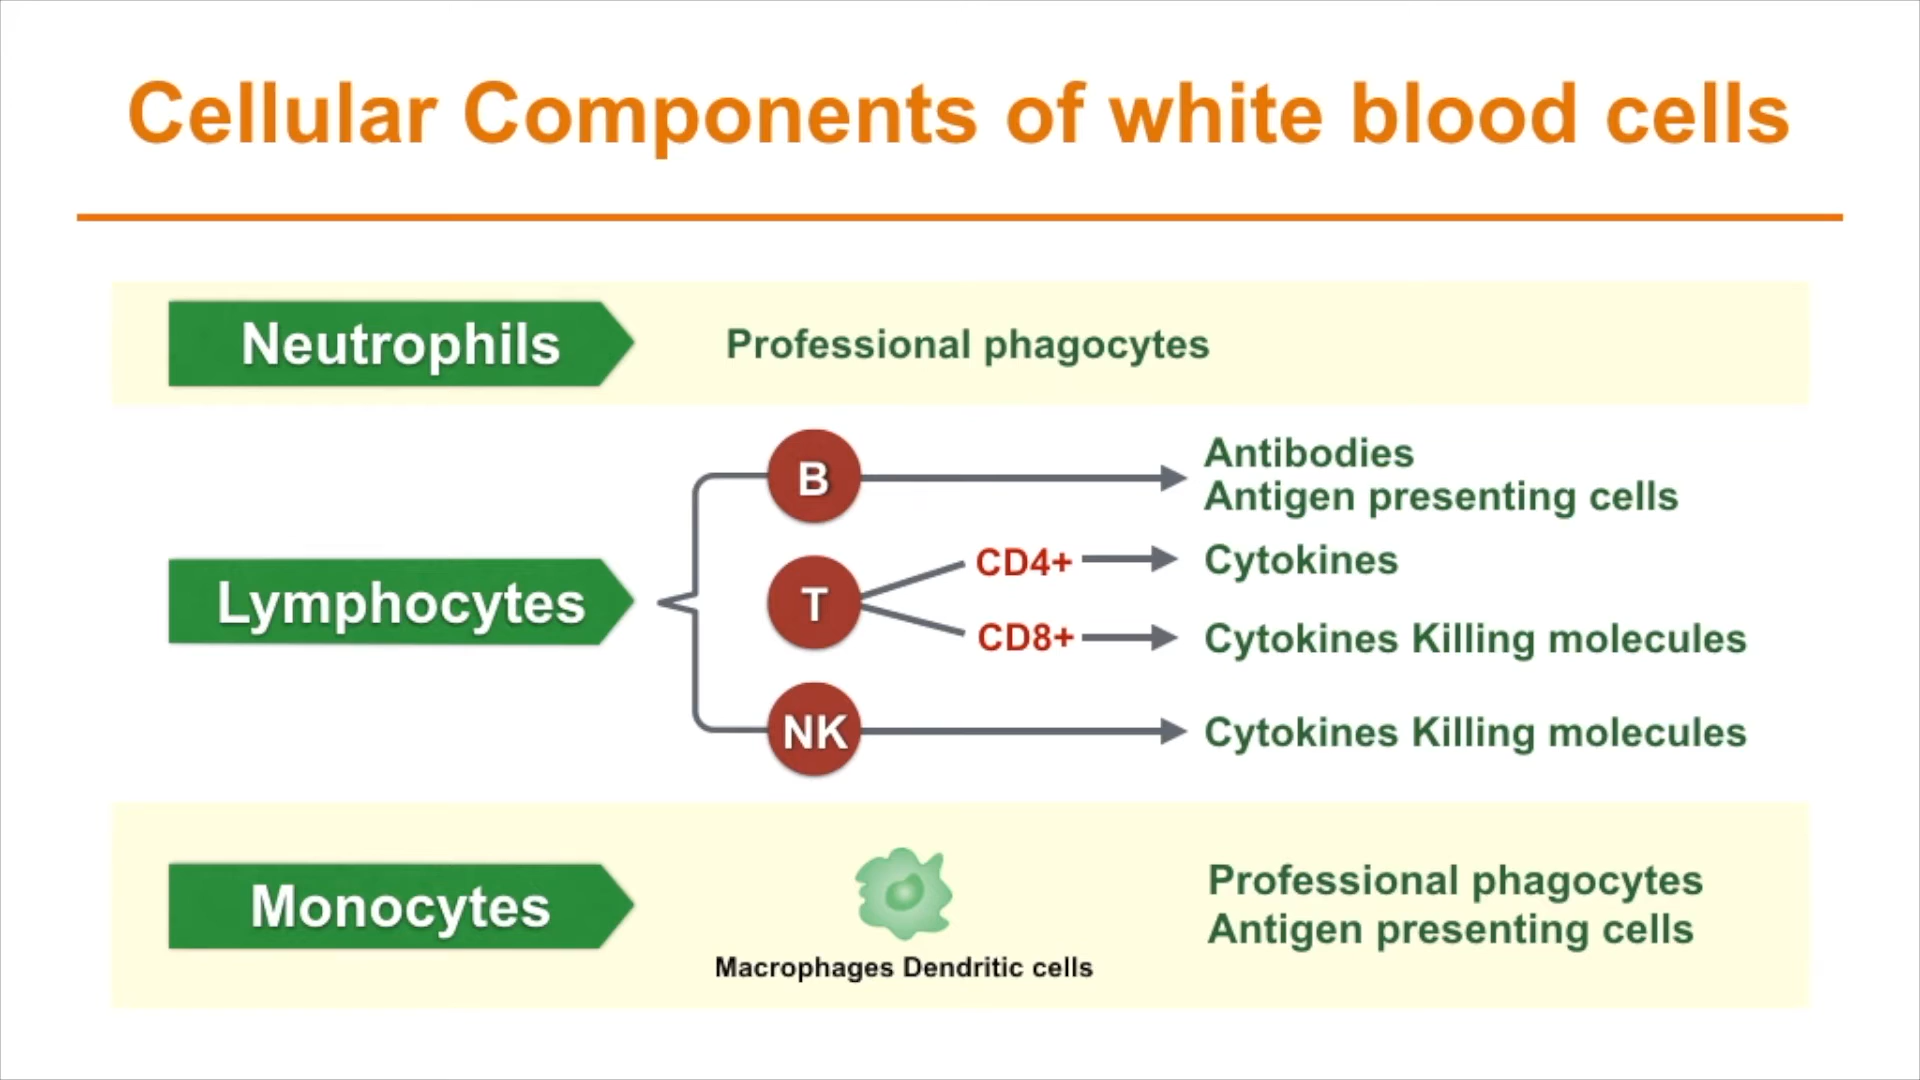 Cellular Components of white blood cells
Neutrophils
Professional phagocytes
Lymphocytes
B
Antibodies
Antigen presenting cells
T
CD4+
Cytokines
CD8+
Cytokines Killing molecules
NK
Cytokines Killing molecules
Monocytes
Macrophages Dendritic cells
Professional phagocytes
Antigen presenting cells